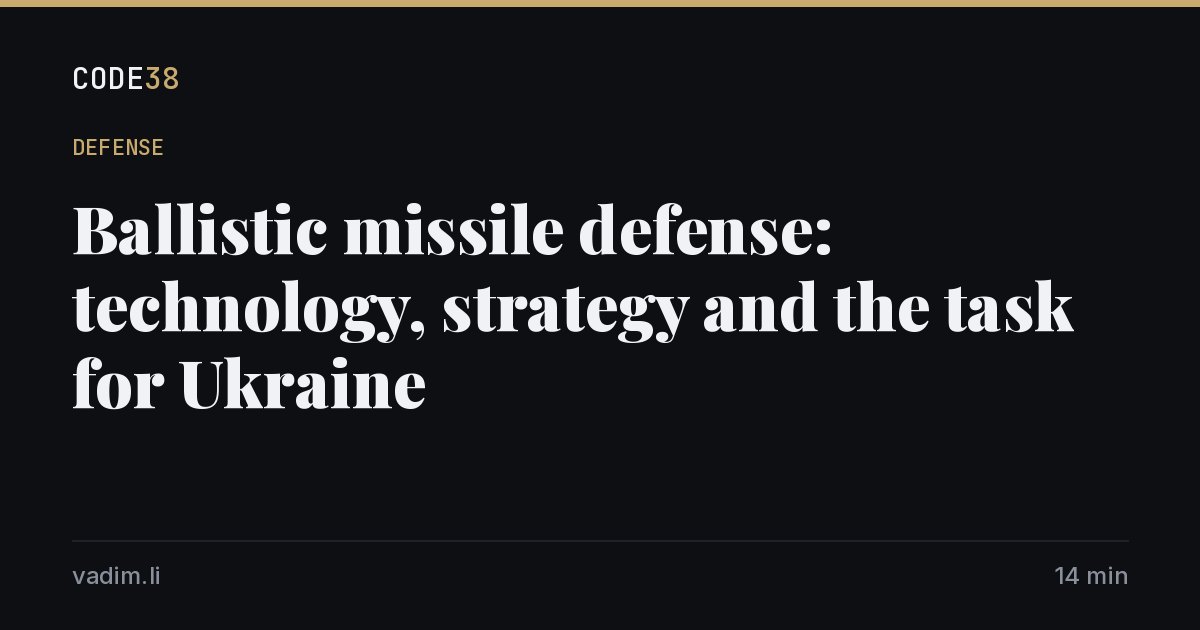 CODE38
DEFENSE
Ballistic missile defense:
technology, strategy and the task
for Ukraine
vadim.li
14 min